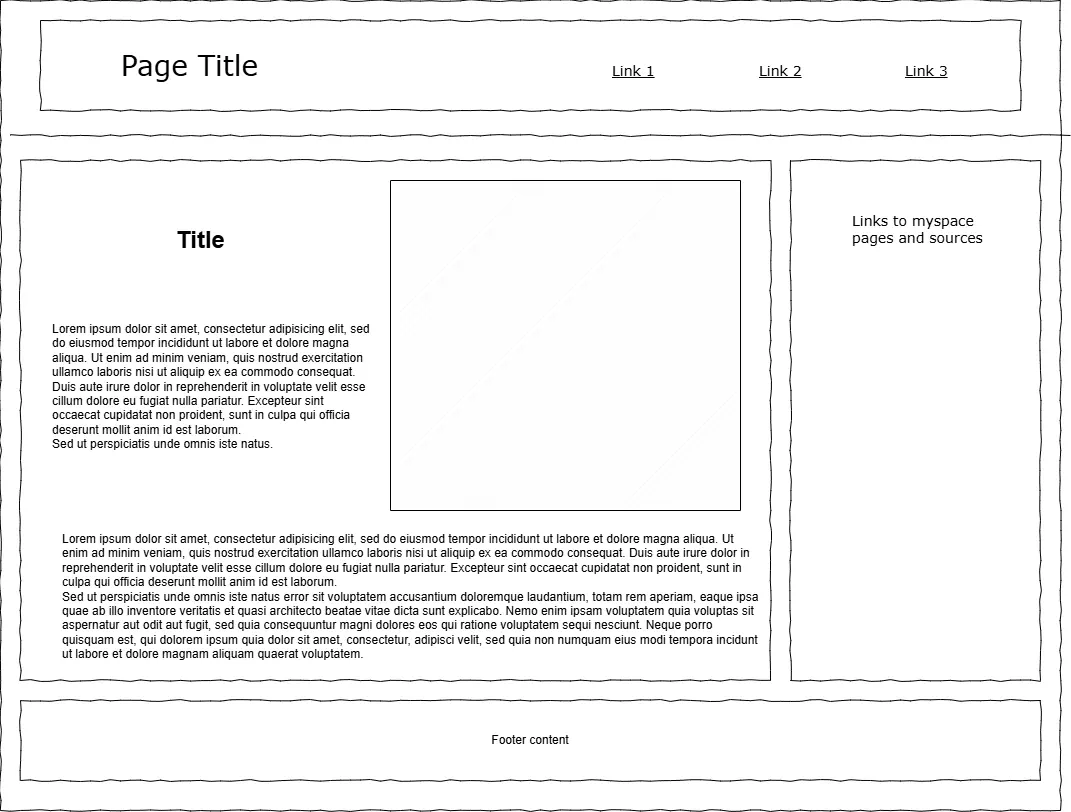 Page Title
Link 1
Link 2
Link 3
Title
Lorem ipsum dolor sit amet, consectetur adipisicing elit, sed
do eiusmod tempor incididunt ut labore et dolore magna
aliqua. Ut enim ad minim veniam, quis nostrud exercitation
ullamco laboris nisi ut aliquip ex ea commodo consequat.
Duis aute irure dolor in reprehenderit in voluptate velit esse
cillum dolore eu fugiat nulla pariatur. Excepteur sint
occaecat cupidatat non proident, sunt in culpa qui officia
deserunt mollit anim id est laborum.
Sed ut perspiciatis unde omnis iste natus.
Lorem ipsum dolor sit amet, consectetur adipisicing elit, sed do eiusmod tempor incididunt ut labore et dolore magna aliqua. Ut
enim ad minim veniam, quis nostrud exercitation ullamco laboris nisi ut aliquip ex ea commodo consequat. Duis aute irure dolor in
reprehenderit in voluptate velit esse cillum dolore eu fugiat nulla pariatur. Excepteur sint occaecat cupidatat non proident, sunt in
culpa qui officia deserunt mollit anim id est laborum.
Sed ut perspiciatis unde omnis iste natus error sit voluptatem accusantium doloremque laudantium, totam rem aperiam, eaque ipsa
quae ab illo inventore veritatis et quasi architecto beatae vitae dicta sunt explicabo. Nemo enim ipsam voluptatem quia voluptas sit
aspernatur aut odit aut fugit, sed quia consequuntur magni dolores eos qui ratione voluptatem sequi nesciunt. Neque porro
quisquam est, qui dolorem ipsum quia dolor sit amet, consectetur, adipisci velit, sed quia non numquam eius modi tempora incidunt
ut labore et dolore magnam aliquam quaerat voluptatem.
Links to myspace
pages and sources
Footer content